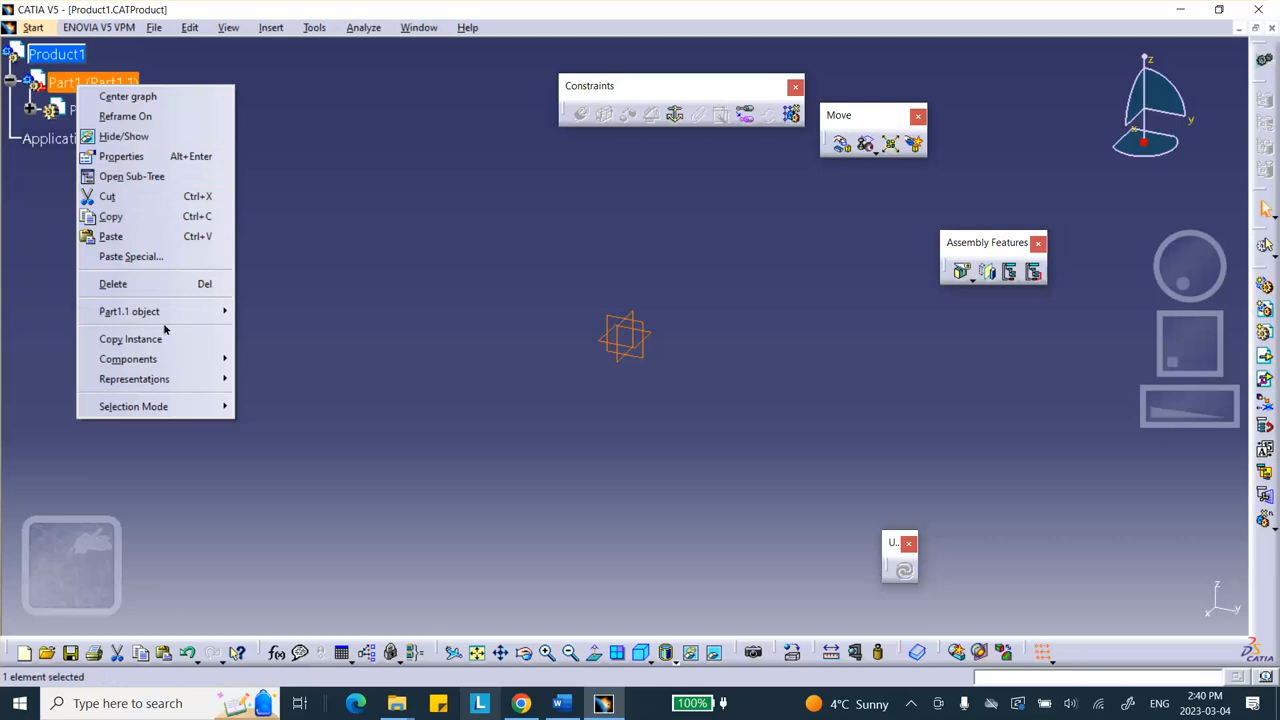 CATIA V5 - [Product1.CATProduct]
Start ENOVIA V5 VPM File Edit View Insert Tools Analyze Window Help
Product1
Part1 (Part1.1)
P
Applicati
Center graph
Reframe On
Hide/Show
Properties Alt+Enter
Open Sub-Tree
Cut Ctrl+X
Copy Ctrl+C
Paste Ctrl+V
Paste Special...
Delete Del
Part1.1 object
Copy Instance
Components
Representations
Selection Mode
Constraints
Move
Assembly Features
U..
z
y
x
z
y
x
f(x)
CATIA
1 element selected
Type here to search
L
100%
4°C Sunny
ENG
2:40 PM
2023-03-04